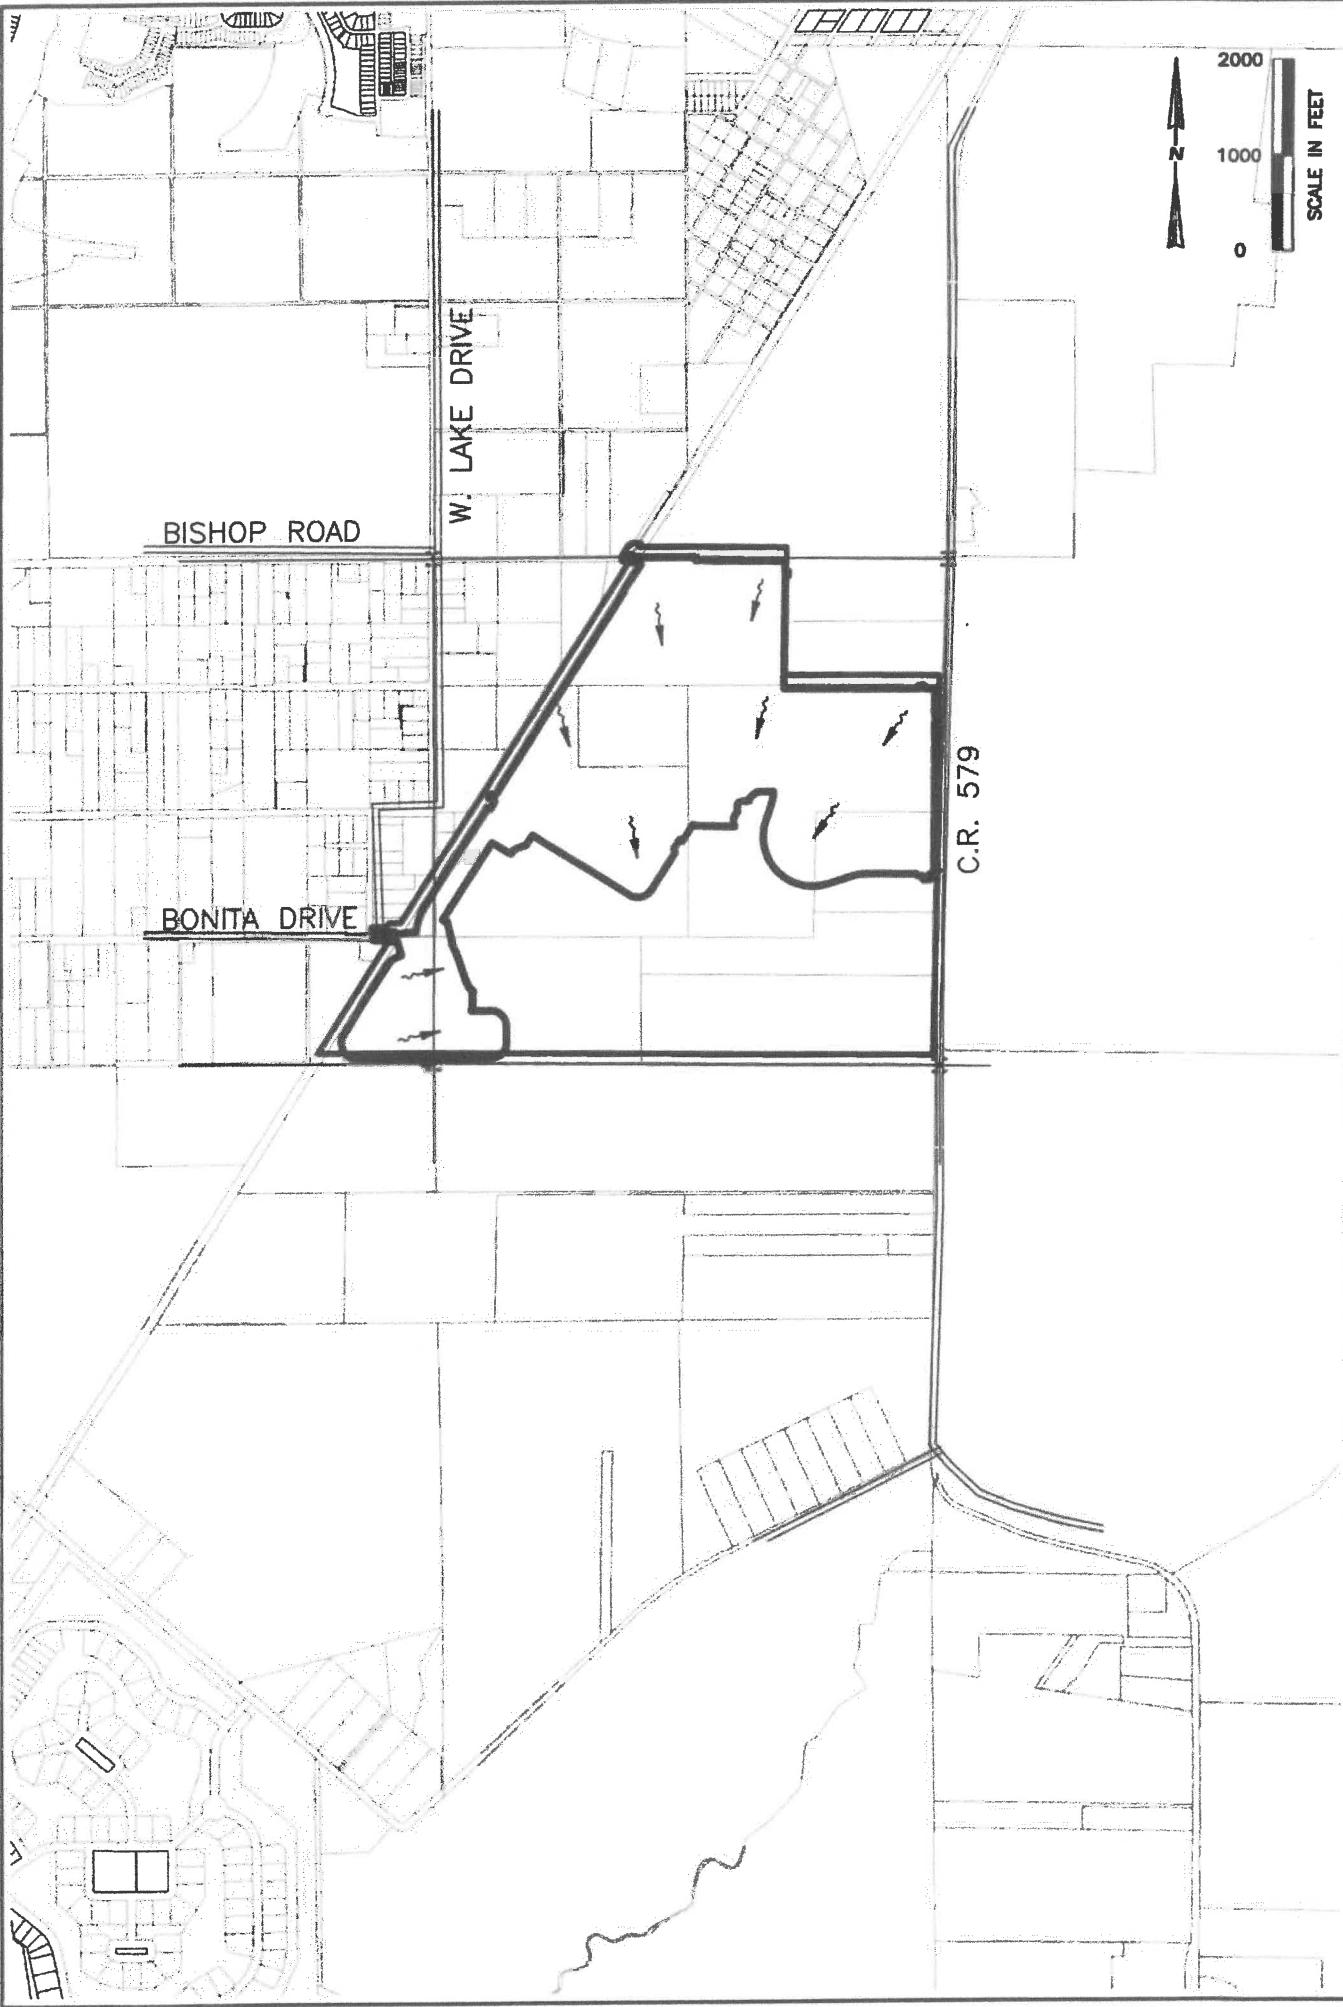 2000
1000
0
SCALE IN FEET
N
W. LAKE DRIVE
BISHOP ROAD
C.R. 579
BONITA DRIVE